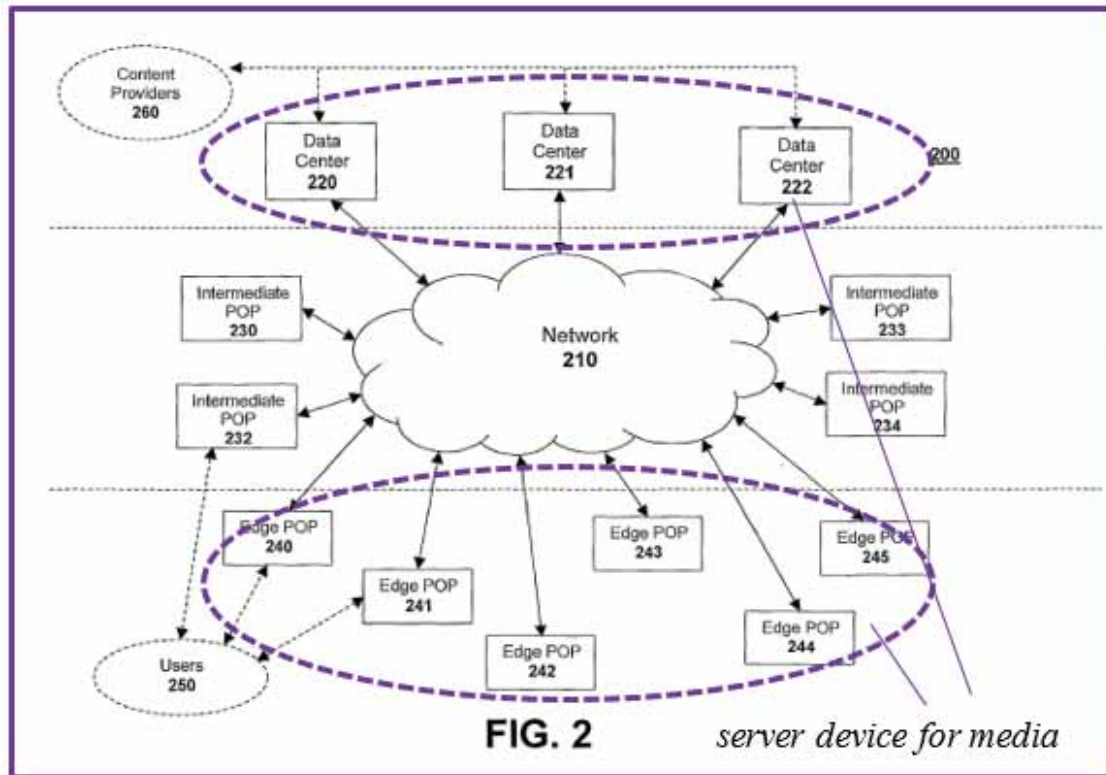 Content
Providers
260
Data
Center
220
Data
Center
221
Data
Center
222
200
Intermediate
POP
230
Intermediate
POP
233
Network
210
Intermediate
POP
232
Intermediate
POP
234
Edge POP
240
Edge POP
241
Edge POP
242
Edge POP
243
Edge POP
244
Edge POP
245
Users
250
FIG. 2
server device for media